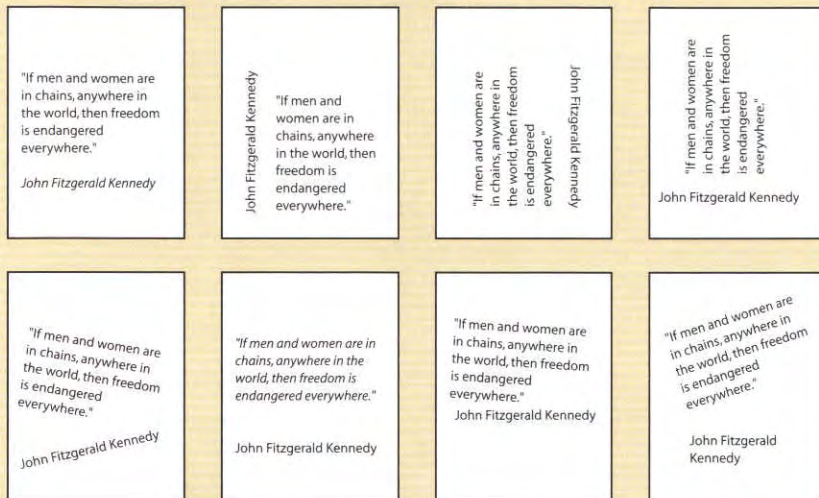 "If men and women are
in chains, anywhere in
the world, then freedom
is endangered
everywhere."
John Fitzgerald Kennedy
John Fitzgerald Kennedy
"If men and
women are in
chains, anywhere
in the world, then
freedom is
endangered
everywhere."
"If men and women are
in chains, anywhere in
the world, then freedom
is endangered
everywhere."
John Fitzgerald Kennedy
"If men and women are
in chains, anywhere in
the world, then freedom
is endangered
everywhere."
John Fitzgerald Kennedy
"If men and women are
in chains, anywhere in
the world, then freedom
is endangered
everywhere."
John Fitzgerald Kennedy
"If men and women are in
chains, anywhere in the
world, then freedom is
endangered everywhere."
John Fitzgerald Kennedy
"If men and women are
in chains, anywhere in
the world, then freedom
is endangered
everywhere."
John Fitzgerald Kennedy
"If men and women are
in chains, anywhere in
the world, then freedom
is endangered
everywhere."
John Fitzgerald
Kennedy